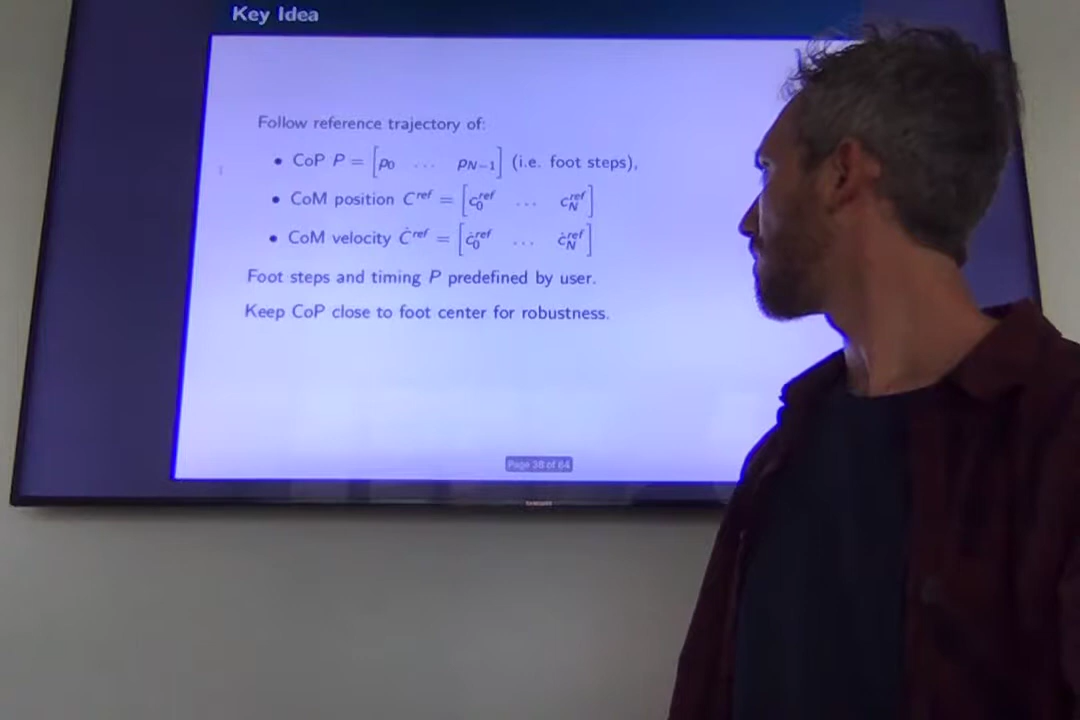 Key Idea
Follow reference trajectory of:
• CoP P = [p₀ ... p_{N−1}] (i.e. foot steps),
• CoM position C^{ref} = [c₀^{ref} ... c_N^{ref}]
• CoM velocity Ċ^{ref} = [ċ₀^{ref} ... ċ_N^{ref}]
Foot steps and timing P predefined by user.
Keep CoP close to foot center for robustness.
Page 38 of 64
SAMSUNG